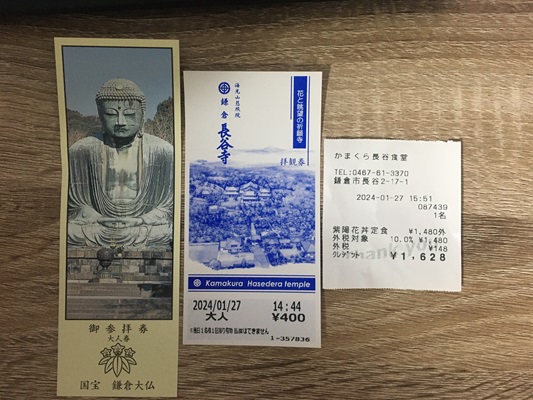 御参拝券
大人券
国宝 鎌倉大仏
花と眺望の祈願寺
海光山慈照院
鎌倉 長谷寺
拝観券
Kamakura Hasedera temple
2024/01/27 14:44
大人 ¥400
1-357836
かまくら長谷食堂
TEL:0467-61-3370
鎌倉市長谷2-17-1
2024-01-27 15:51
087439
1名
紫陽花丼定食 ¥1,480外
外税対象 10.0% ¥1,480
外税 ¥148
クレジット ¥1,628